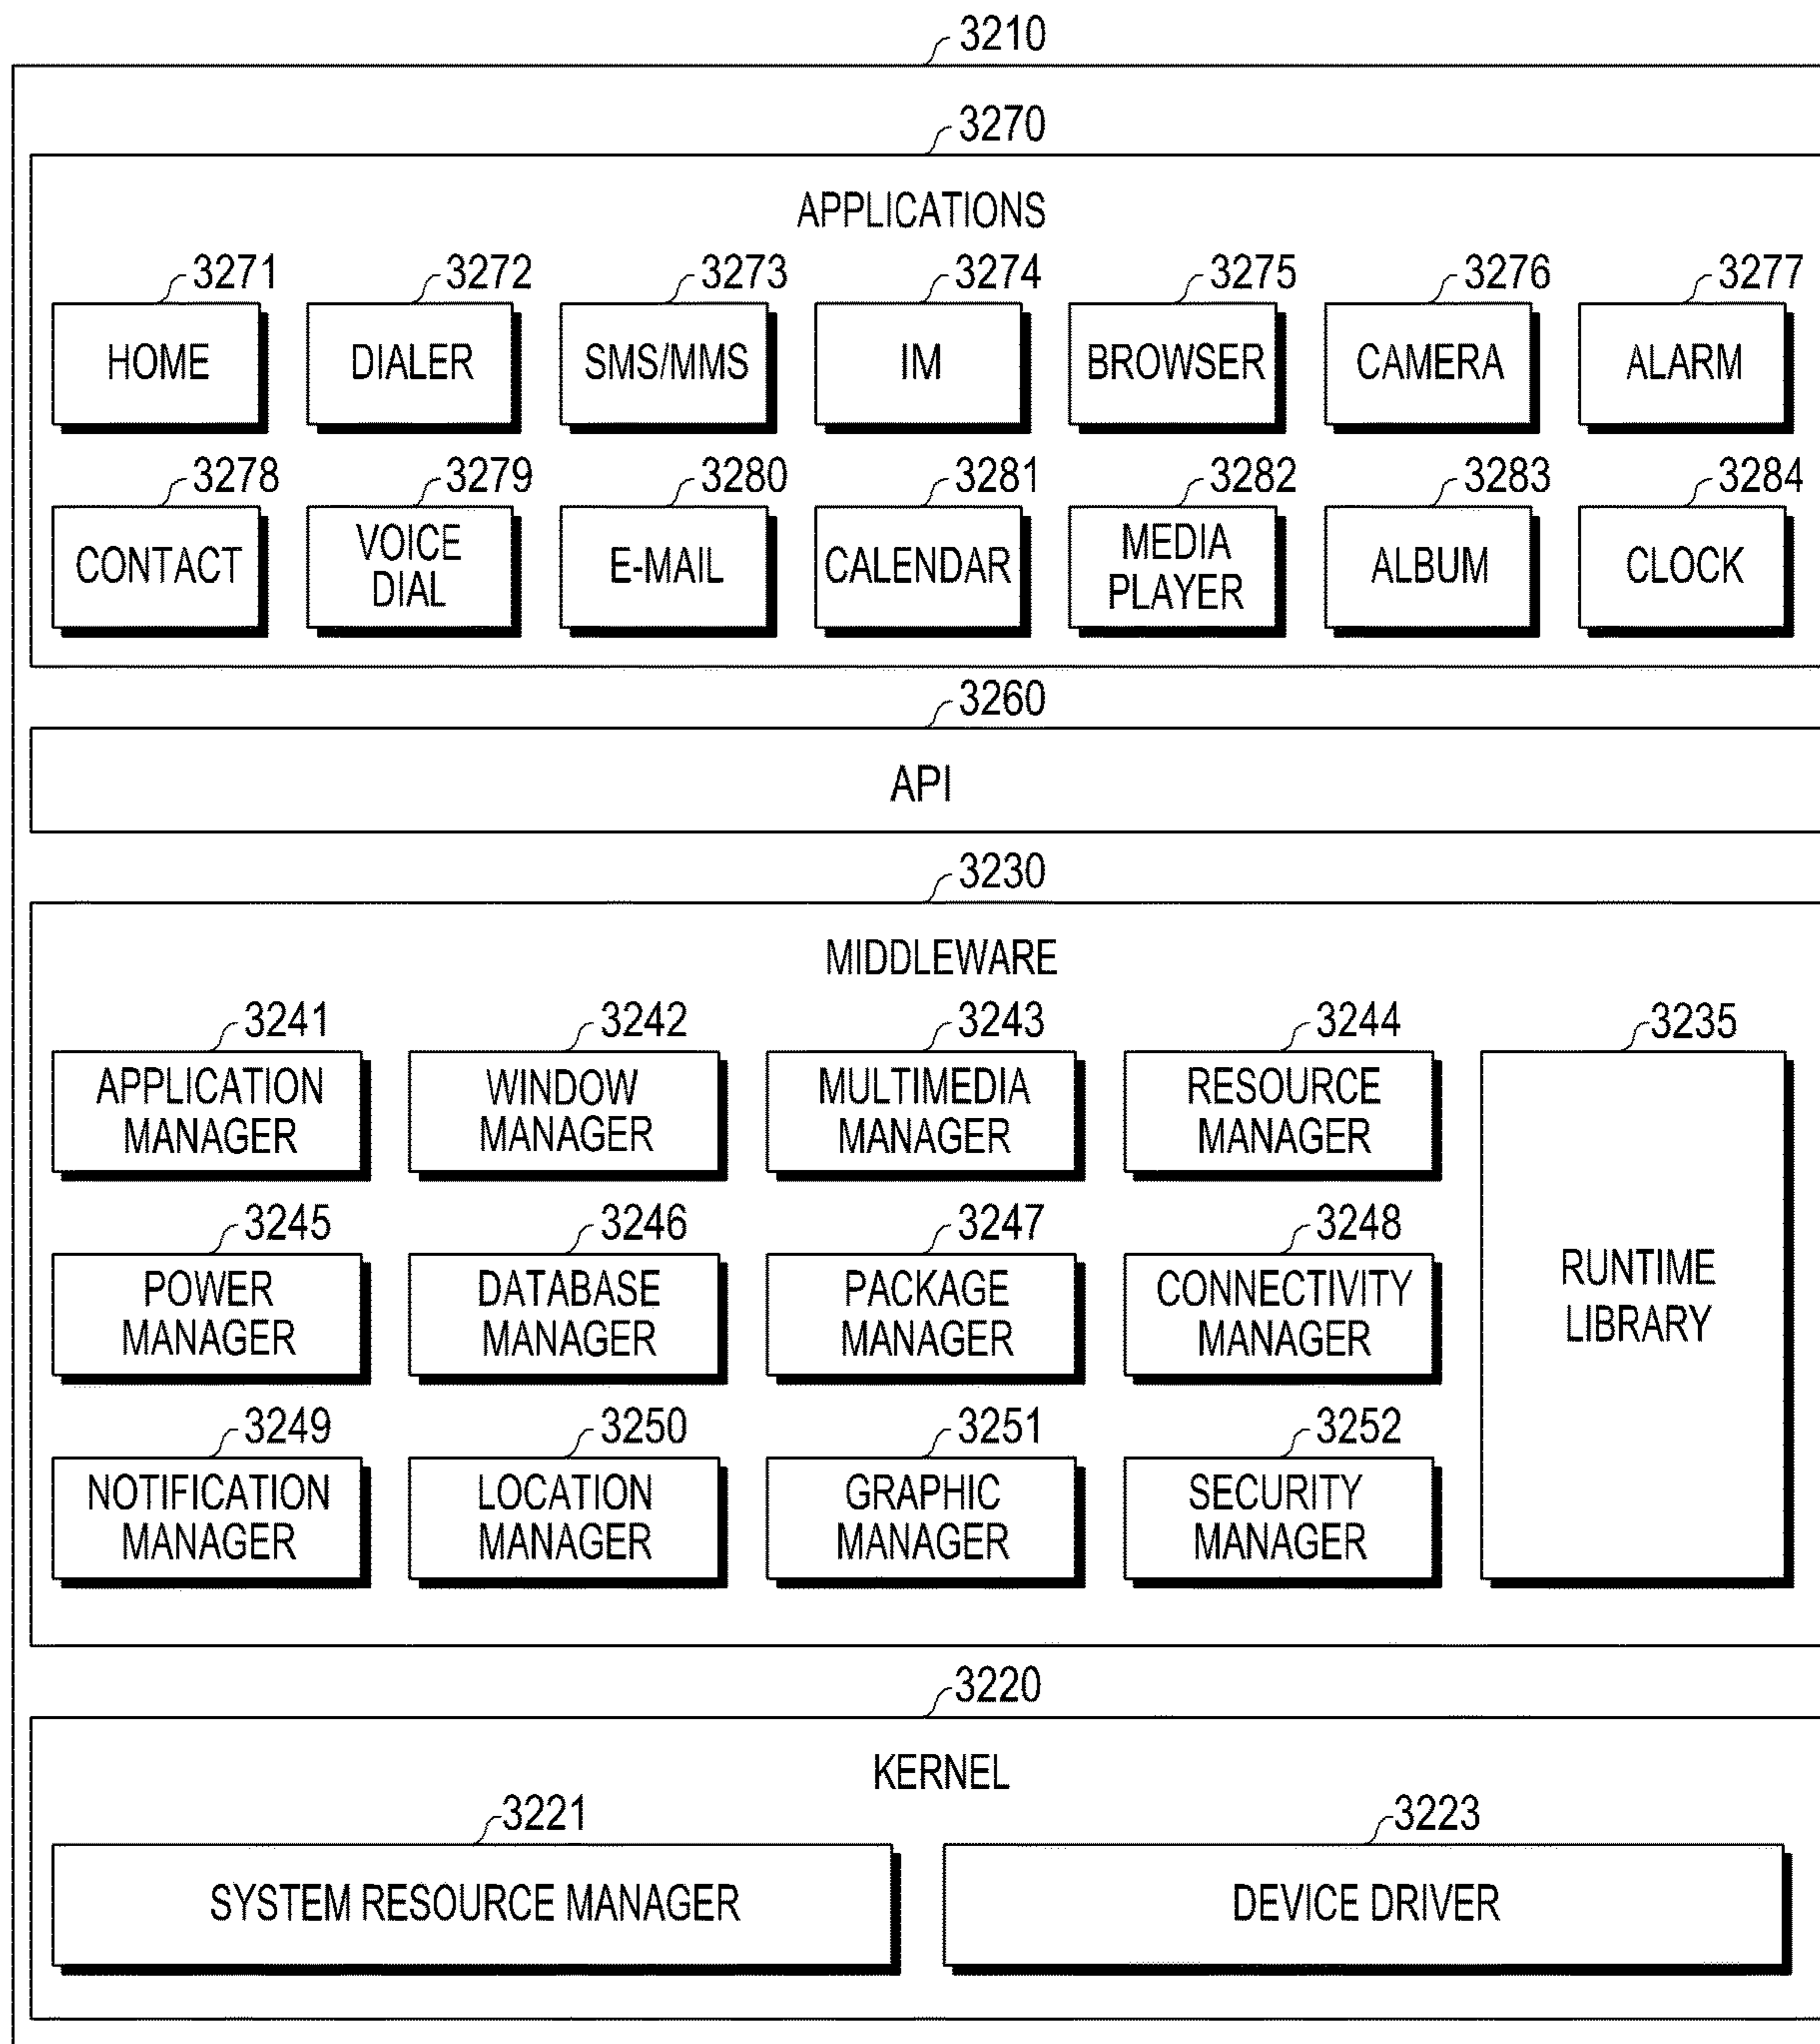 3210
3270
APPLICATIONS
3271 3272 3273 3274 3275 3276 3277
HOME DIALER SMS/MMS IM BROWSER CAMERA ALARM
3278 3279 3280 3281 3282 3283 3284
CONTACT VOICE DIAL E-MAIL CALENDAR MEDIA PLAYER ALBUM CLOCK
3260
API
3230
MIDDLEWARE
3241 3242 3243 3244 3235
APPLICATION WINDOW MULTIMEDIA RESOURCE
MANAGER MANAGER MANAGER MANAGER
3245 3246 3247 3248
POWER DATABASE PACKAGE CONNECTIVITY
MANAGER MANAGER MANAGER MANAGER
RUNTIME
LIBRARY
3249 3250 3251 3252
NOTIFICATION LOCATION GRAPHIC SECURITY
MANAGER MANAGER MANAGER MANAGER
3220
KERNEL
3221 3223
SYSTEM RESOURCE MANAGER DEVICE DRIVER